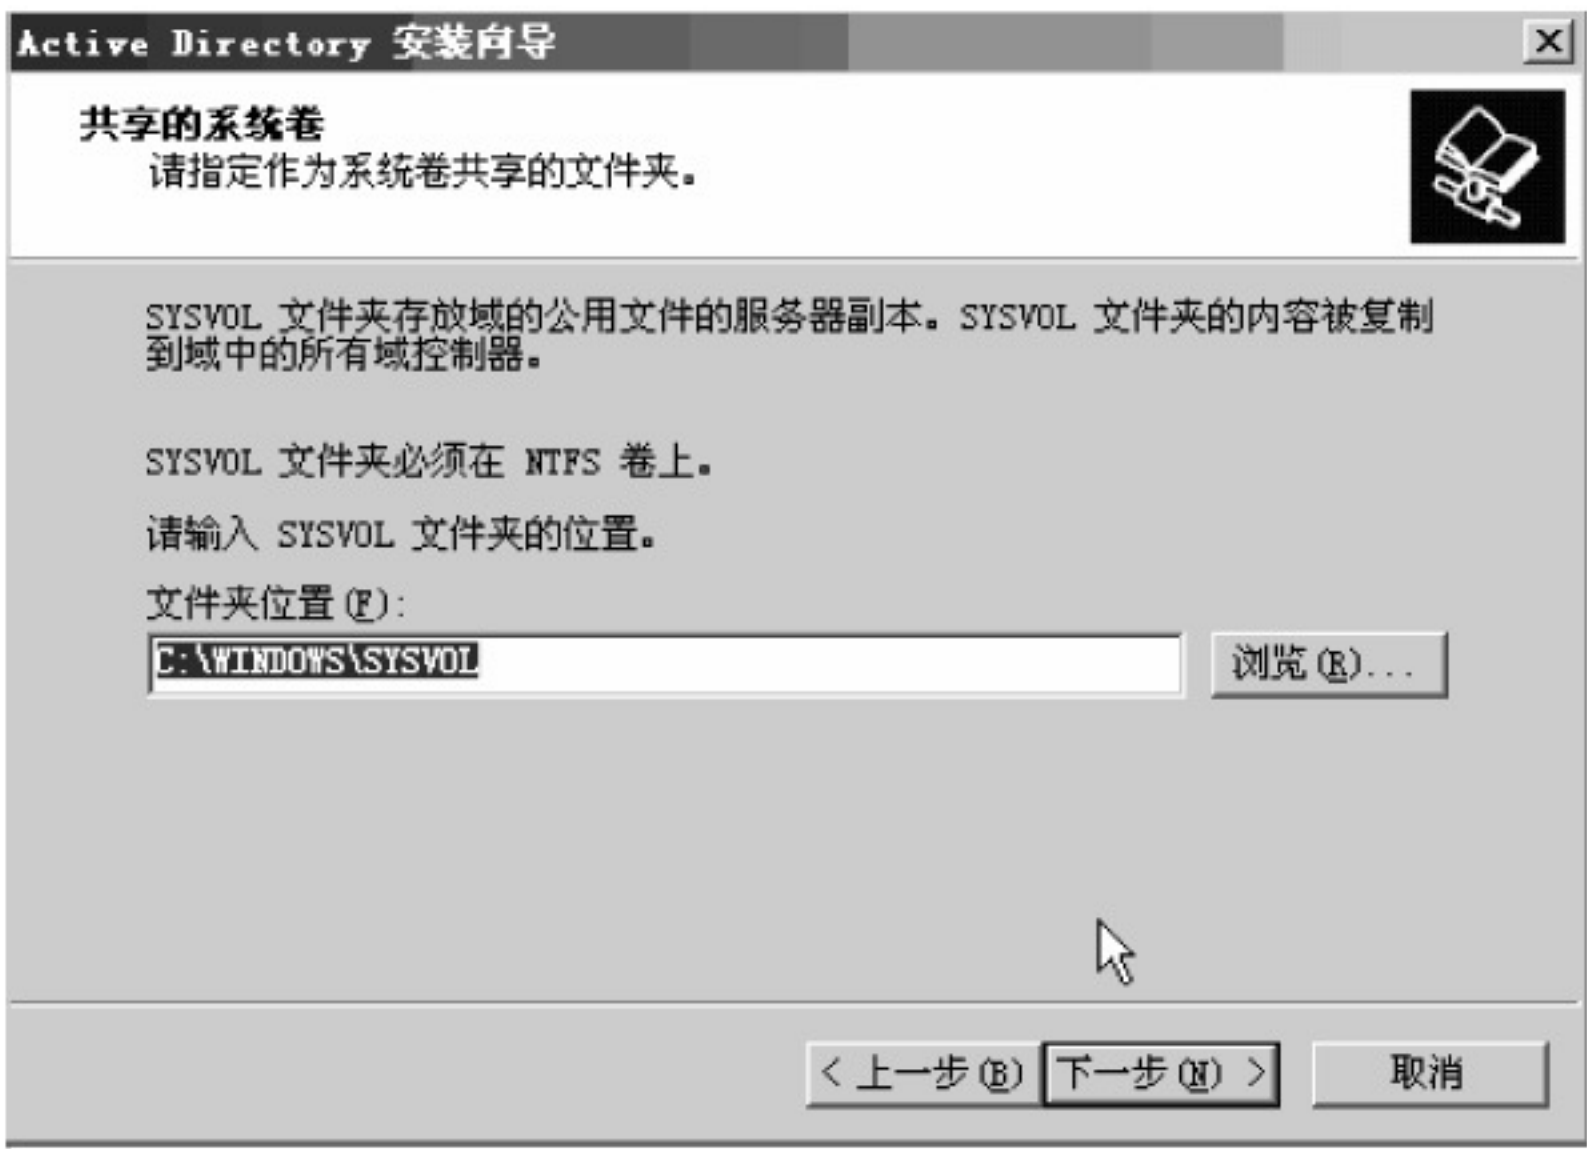 Active Directory 安装向导
共享的系统卷
请指定作为系统卷共享的文件夹。
SYSVOL 文件夹存放域的公用文件的服务器副本。SYSVOL 文件夹的内容被复制
到域中的所有域控制器。
SYSVOL 文件夹必须在 NTFS 卷上。
请输入 SYSVOL 文件夹的位置。
文件夹位置(F):
C:\WINDOWS\SYSVOL 浏览(R)...
< 上一步(B) 下一步(N) > 取消